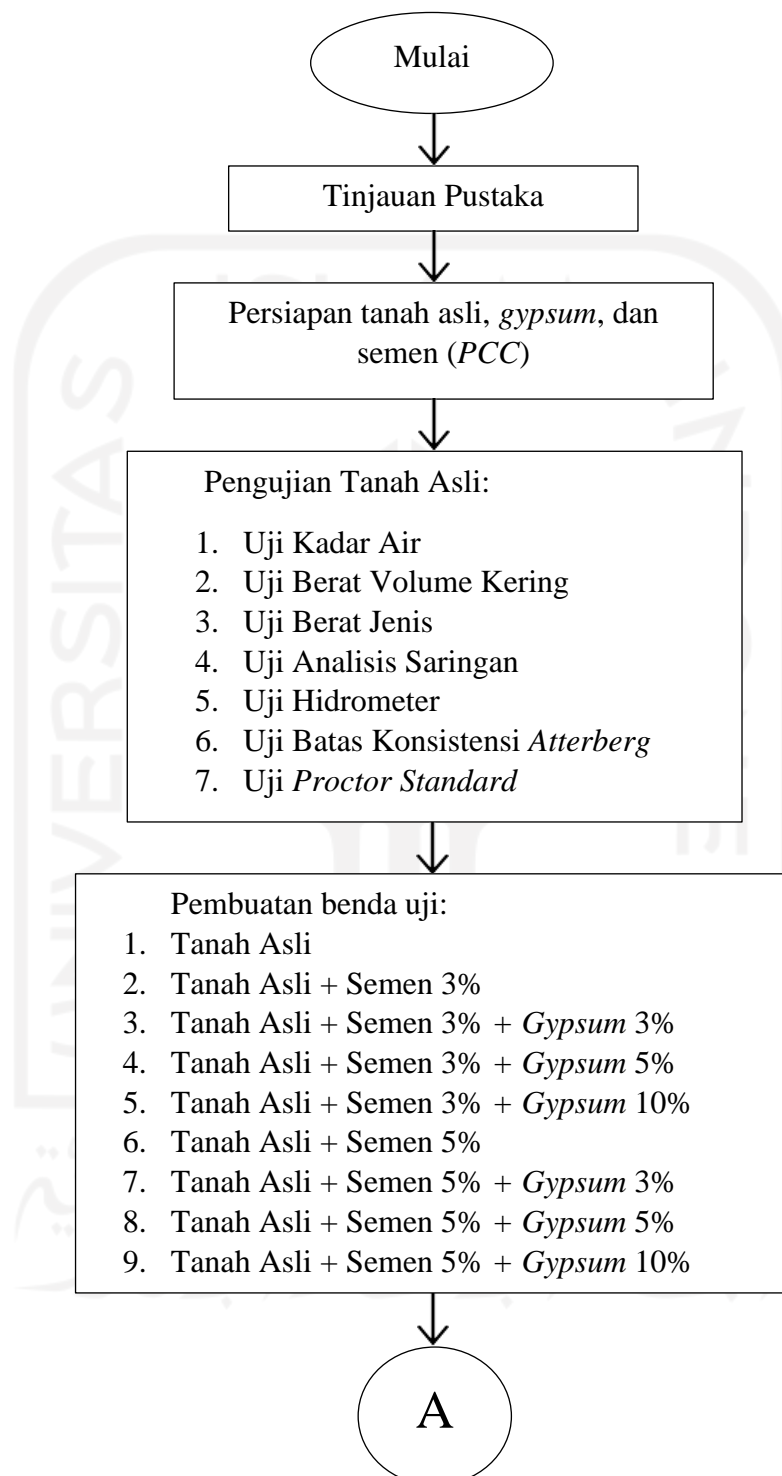 Mulai
Tinjauan Pustaka
Persiapan tanah asli, gypsum, dan
semen (PCC)
Pengujian Tanah Asli:
1. Uji Kadar Air
2. Uji Berat Volume Kering
3. Uji Berat Jenis
4. Uji Analisis Saringan
5. Uji Hidrometer
6. Uji Batas Konsistensi Atterberg
7. Uji Proctor Standard
Pembuatan benda uji:
1. Tanah Asli
2. Tanah Asli + Semen 3%
3. Tanah Asli + Semen 3% + Gypsum 3%
4. Tanah Asli + Semen 3% + Gypsum 5%
5. Tanah Asli + Semen 3% + Gypsum 10%
6. Tanah Asli + Semen 5%
7. Tanah Asli + Semen 5% + Gypsum 3%
8. Tanah Asli + Semen 5% + Gypsum 5%
9. Tanah Asli + Semen 5% + Gypsum 10%
A
UNIVERSITAS